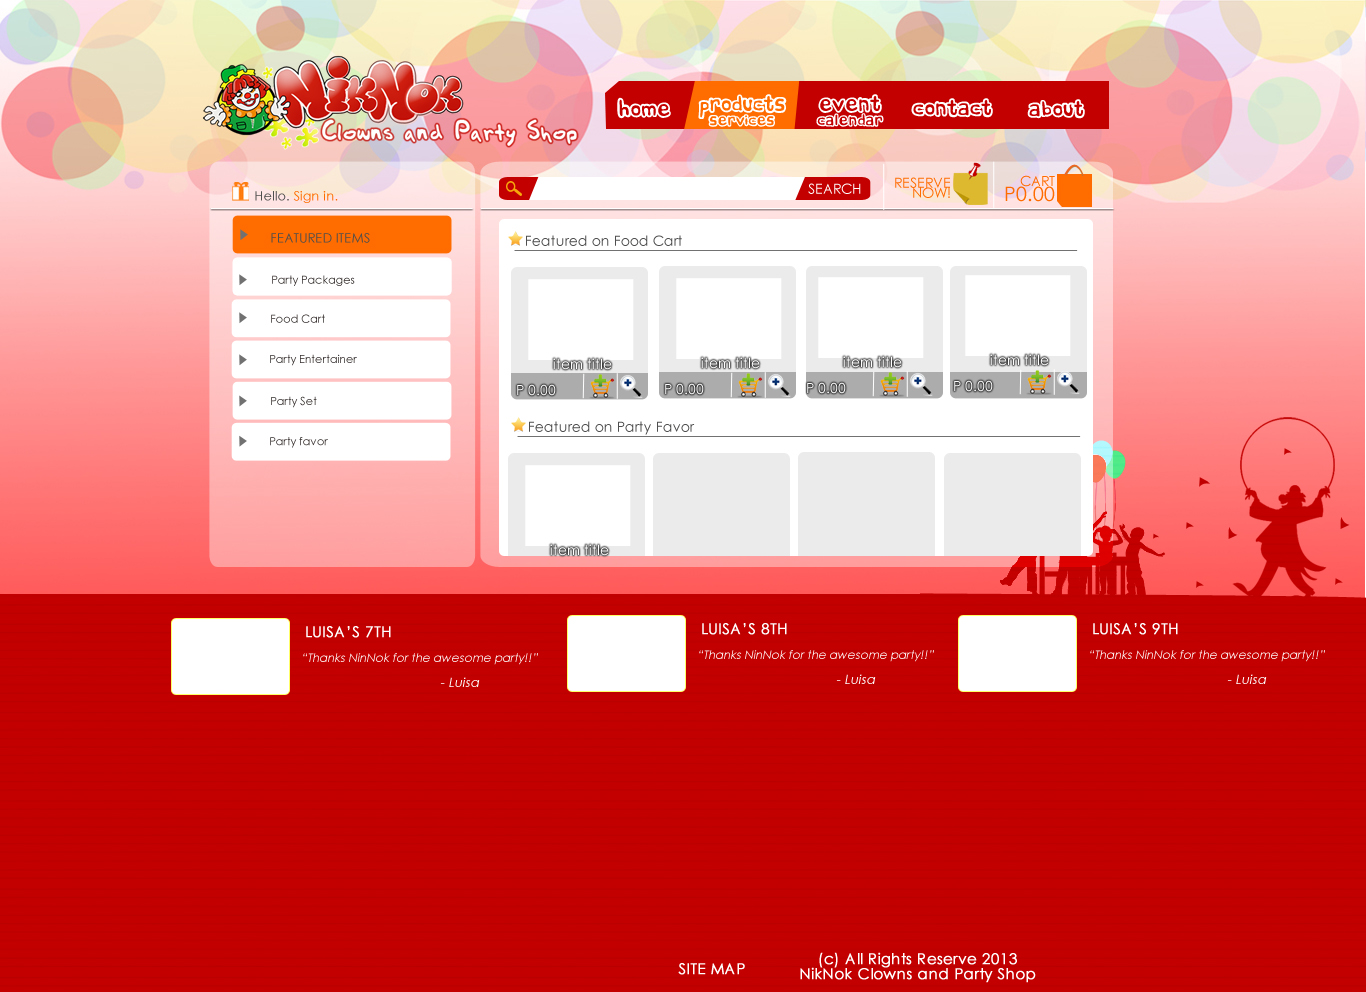 NikNok
Clowns and Party Shop
home
products
services
event
calendar
contact
about
Hello. Sign in.
SEARCH
RESERVE
NOW!
CART
P0.00
FEATURED ITEMS
Party Packages
Food Cart
Party Entertainer
Party Set
Party favor
Featured on Food Cart
item title
P 0.00
item title
P 0.00
item title
P 0.00
item title
P 0.00
Featured on Party Favor
item title
LUISA’S 7TH
“Thanks NinNok for the awesome party!!”
- Luisa
LUISA’S 8TH
“Thanks NinNok for the awesome party!!”
- Luisa
LUISA’S 9TH
“Thanks NinNok for the awesome party!!”
- Luisa
SITE MAP
(c) All Rights Reserve 2013
NikNok Clowns and Party Shop